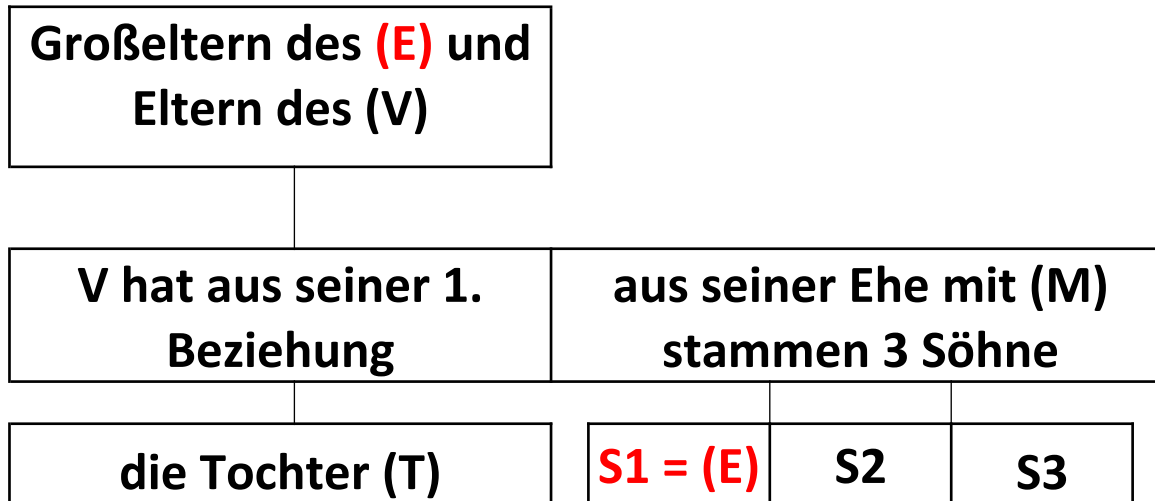 Großeltern des (E) und
Eltern des (V)
V hat aus seiner 1.
Beziehung
aus seiner Ehe mit (M)
stammen 3 Söhne
die Tochter (T)
S1 = (E)
S2
S3